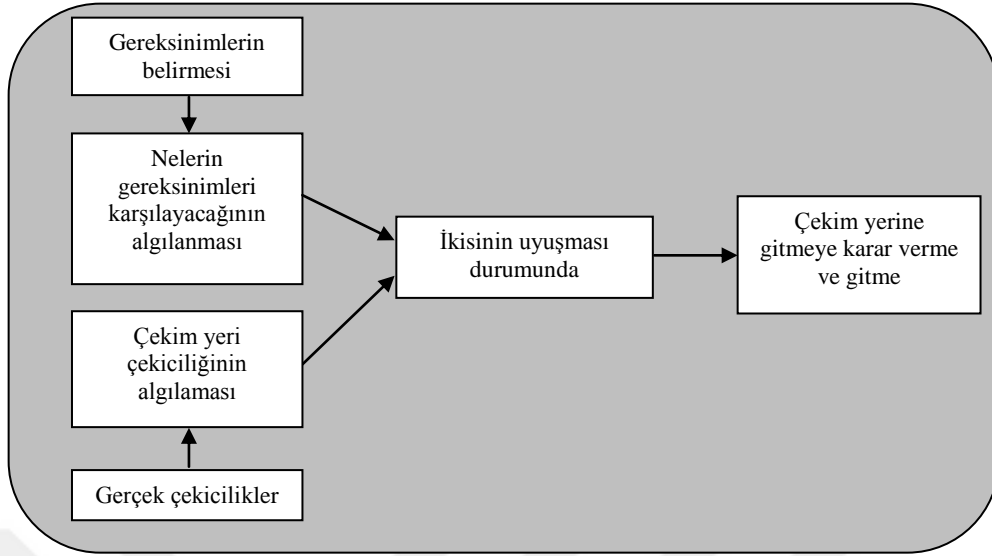 Gereksinimlerin
belirmesi
Nelerin
gereksinimleri
karşılayacağının
algılanması
Çekim yeri
çekiciliğinin
algılaması
Gerçek çekicilikler
İkisinin uyuşması
durumunda
Çekim yerine
gitmeye karar verme
ve gitme